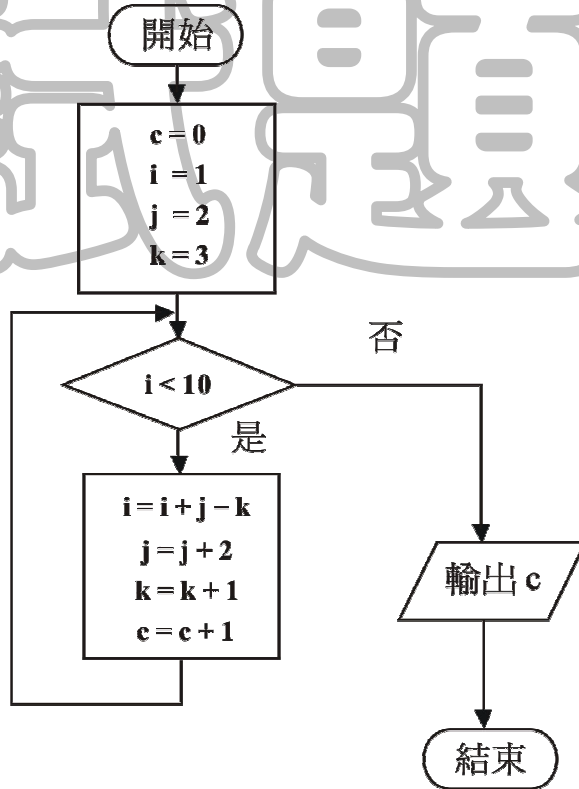 開始
c = 0
i = 1
j = 2
k = 3
i < 10
否
是
i = i + j − k
j = j + 2
k = k + 1
c = c + 1
輸出 c
結束